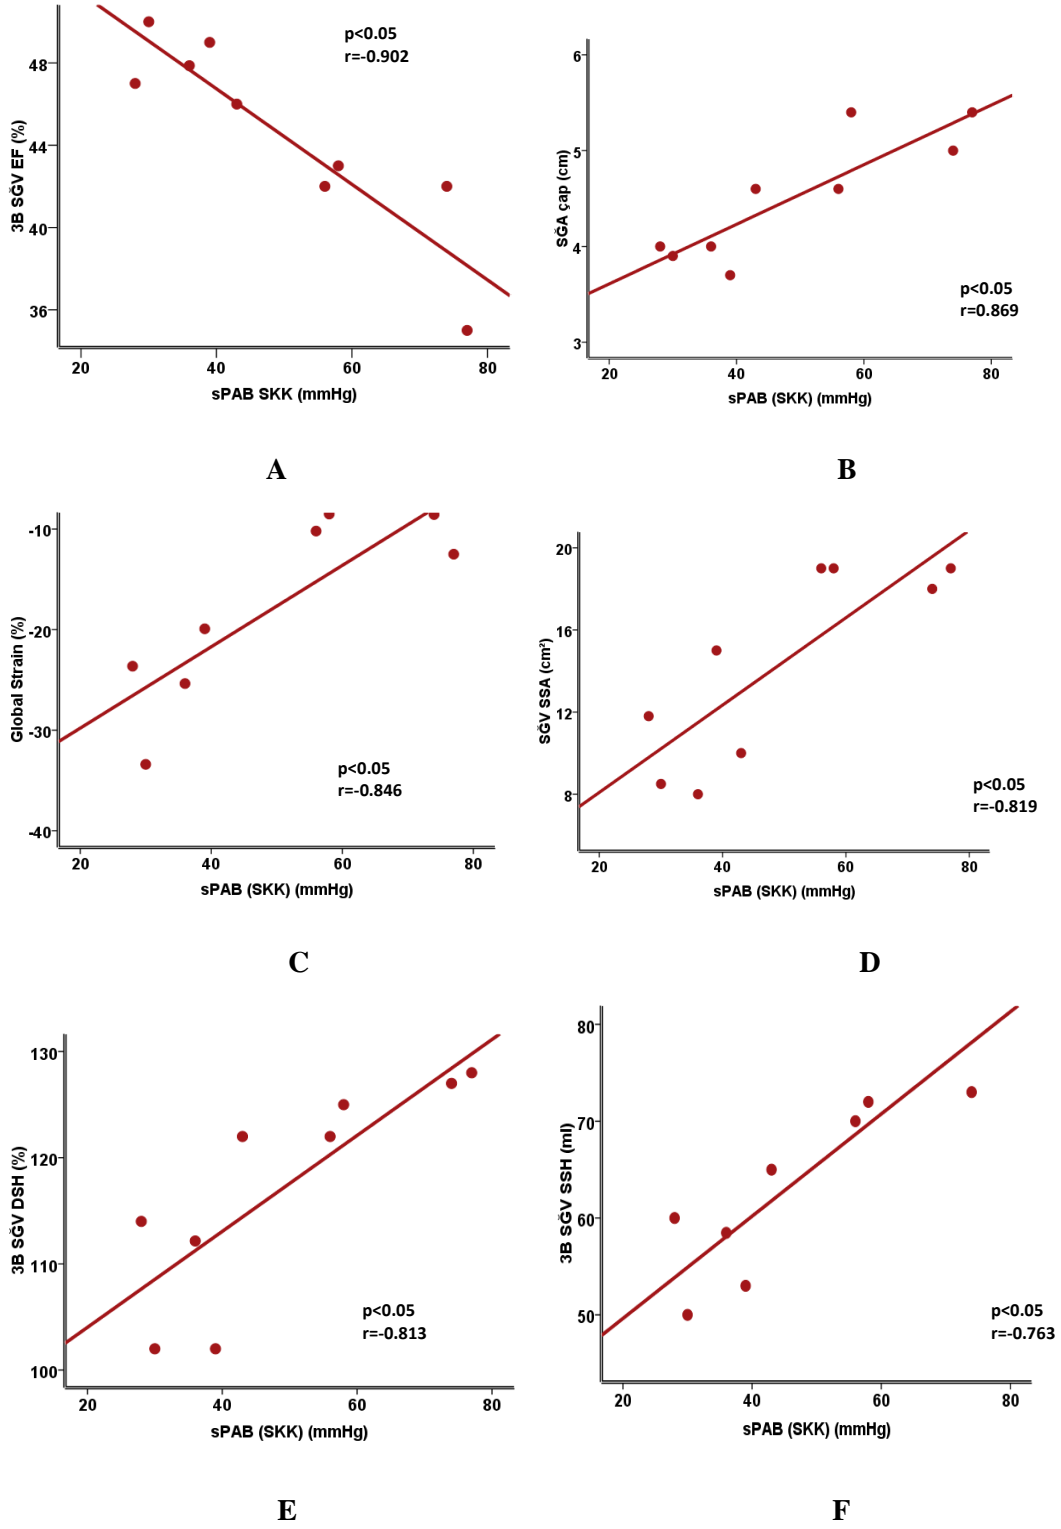 p<0.05
r=-0.902
3B SĞV EF (%)
48
44
40
36
20 40 60 80
sPAB SKK (mmHg)
A
6
5
4
3
SĞA çap (cm)
p<0.05
r=0.869
20 40 60 80
sPAB (SKK) (mmHg)
B
-10
-20
-30
-40
Global Strain (%)
p<0.05
r=-0.846
20 40 60 80
sPAB (SKK) (mmHg)
C
20
16
12
8
SĞV SSA (cm²)
p<0.05
r=-0.819
20 40 60 80
sPAB (SKK) (mmHg)
D
130
120
110
100
3B SĞV DSH (%)
p<0.05
r=-0.813
20 40 60 80
sPAB (SKK) (mmHg)
E
80
70
60
50
3B SĞV SSH (ml)
p<0.05
r=-0.763
20 40 60 80
sPAB (SKK) (mmHg)
F